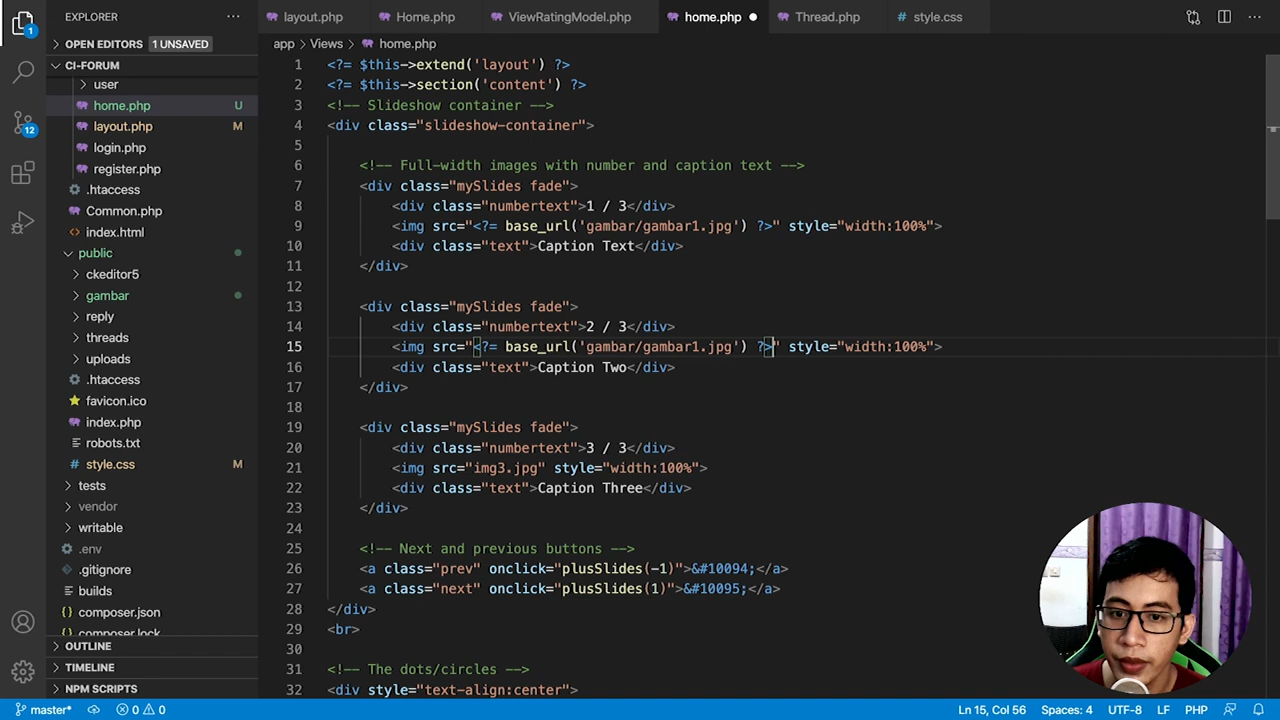 EXPLORER
layout.php
Home.php
ViewRatingModel.php
home.php
Thread.php
style.css
OPEN EDITORS 1 UNSAVED
app
Views
home.php
CI-FORUM
user
home.php U
layout.php M
login.php
register.php
.htaccess
Common.php
index.html
public
ckeditor5
gambar
reply
threads
uploads
.htaccess
favicon.ico
index.php
robots.txt
style.css M
tests
vendor
writable
.env
.gitignore
builds
composer.json
composer.lock
OUTLINE
TIMELINE
NPM SCRIPTS
1
12
1 <?= $this->extend('layout') ?>
2 <?= $this->section('content') ?>
3 <!-- Slideshow container -->
4 <div class="slideshow-container">
5
6 <!-- Full-width images with number and caption text -->
7 <div class="mySlides fade">
8 <div class="numbertext">1 / 3</div>
9 <img src="<?= base_url('gambar/gambar1.jpg') ?>" style="width:100%">
10 <div class="text">Caption Text</div>
11 </div>
12
13 <div class="mySlides fade">
14 <div class="numbertext">2 / 3</div>
15 <img src="<?= base_url('gambar/gambar1.jpg') ?>" style="width:100%">
16 <div class="text">Caption Two</div>
17 </div>
18
19 <div class="mySlides fade">
20 <div class="numbertext">3 / 3</div>
21 <img src="img3.jpg" style="width:100%">
22 <div class="text">Caption Three</div>
23 </div>
24
25 <!-- Next and previous buttons -->
26 <a class="prev" onclick="plusSlides(-1)">&#10094;</a>
27 <a class="next" onclick="plusSlides(1)">&#10095;</a>
28 </div>
29 <br>
30
31 <!-- The dots/circles -->
32 <div style="text-align:center">
master* 0 0 Ln 15, Col 56 Spaces: 4 UTF-8 LF PHP